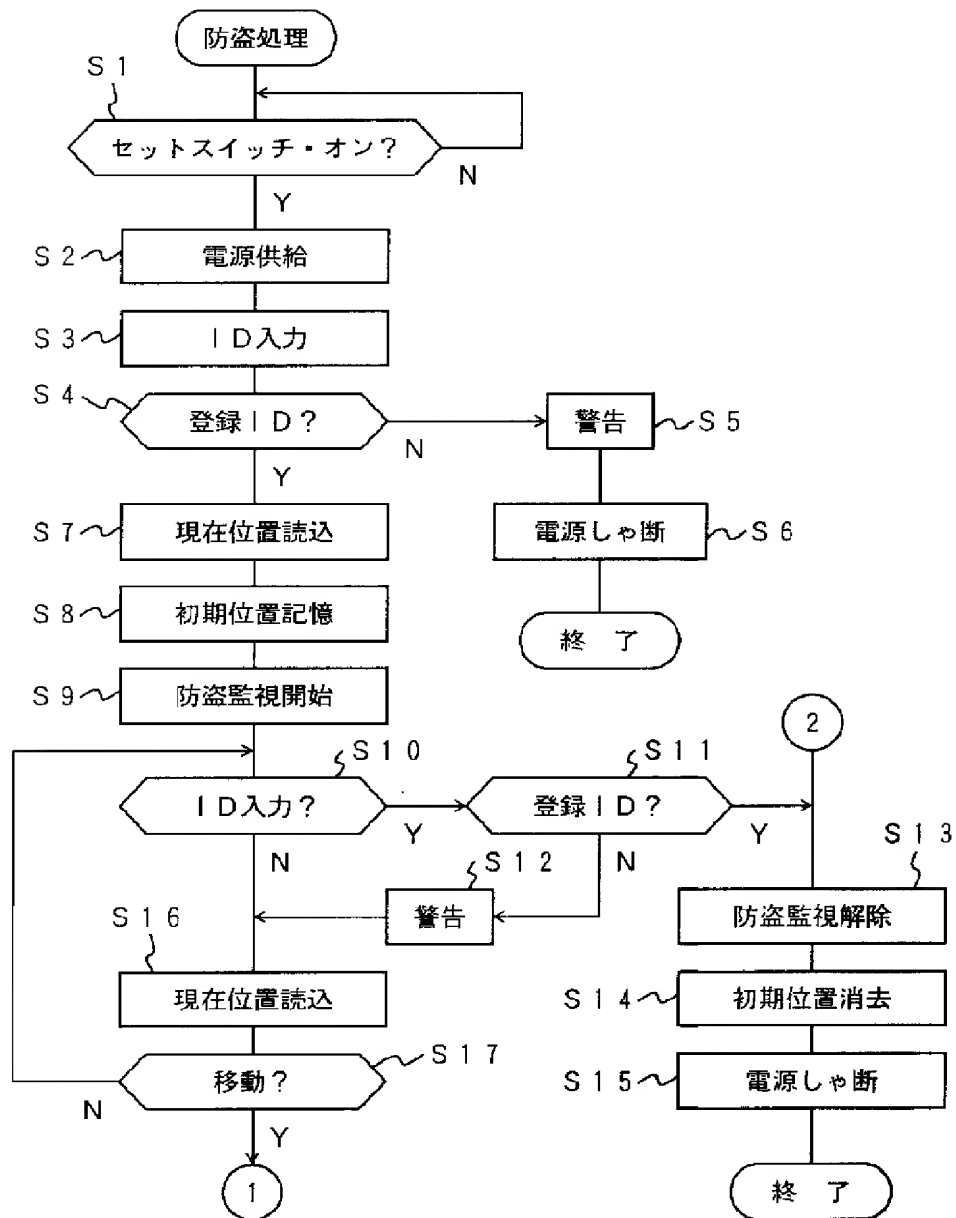 防盗処理
S1
セットスイッチ・オン?
N
Y
S2
電源供給
S3
ID入力
S4
登録ID?
N
Y
警告
S5
S7
現在位置読込
電源しゃ断
S6
S8
初期位置記憶
終 了
S9
防盗監視開始
2
S10
S11
ID入力?
Y
登録ID?
Y
N
N
S12
S13
S16
警告
防盗監視解除
現在位置読込
S14
初期位置消去
S17
移動?
N
Y
S15
電源しゃ断
1
終 了